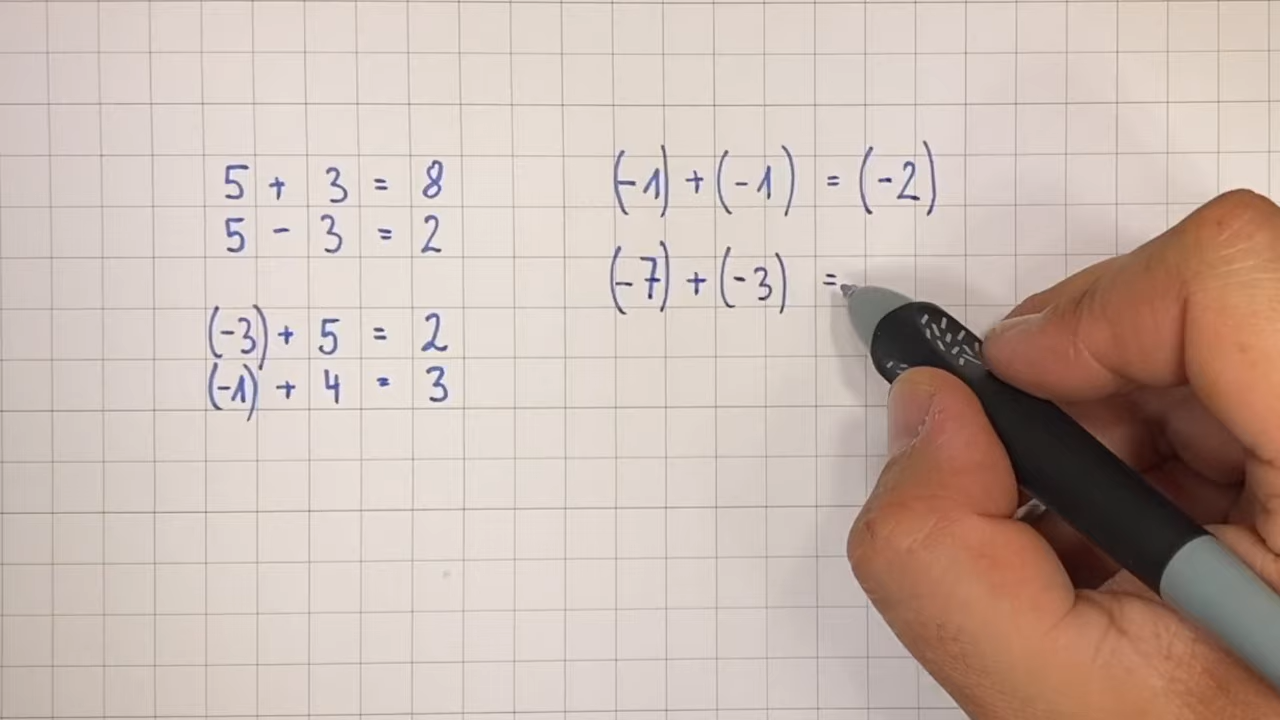 5 + 3 = 8
5 - 3 = 2
(-3) + 5 = 2
(-1) + 4 = 3
(-1) + (-1) = (-2)
(-7) + (-3) =